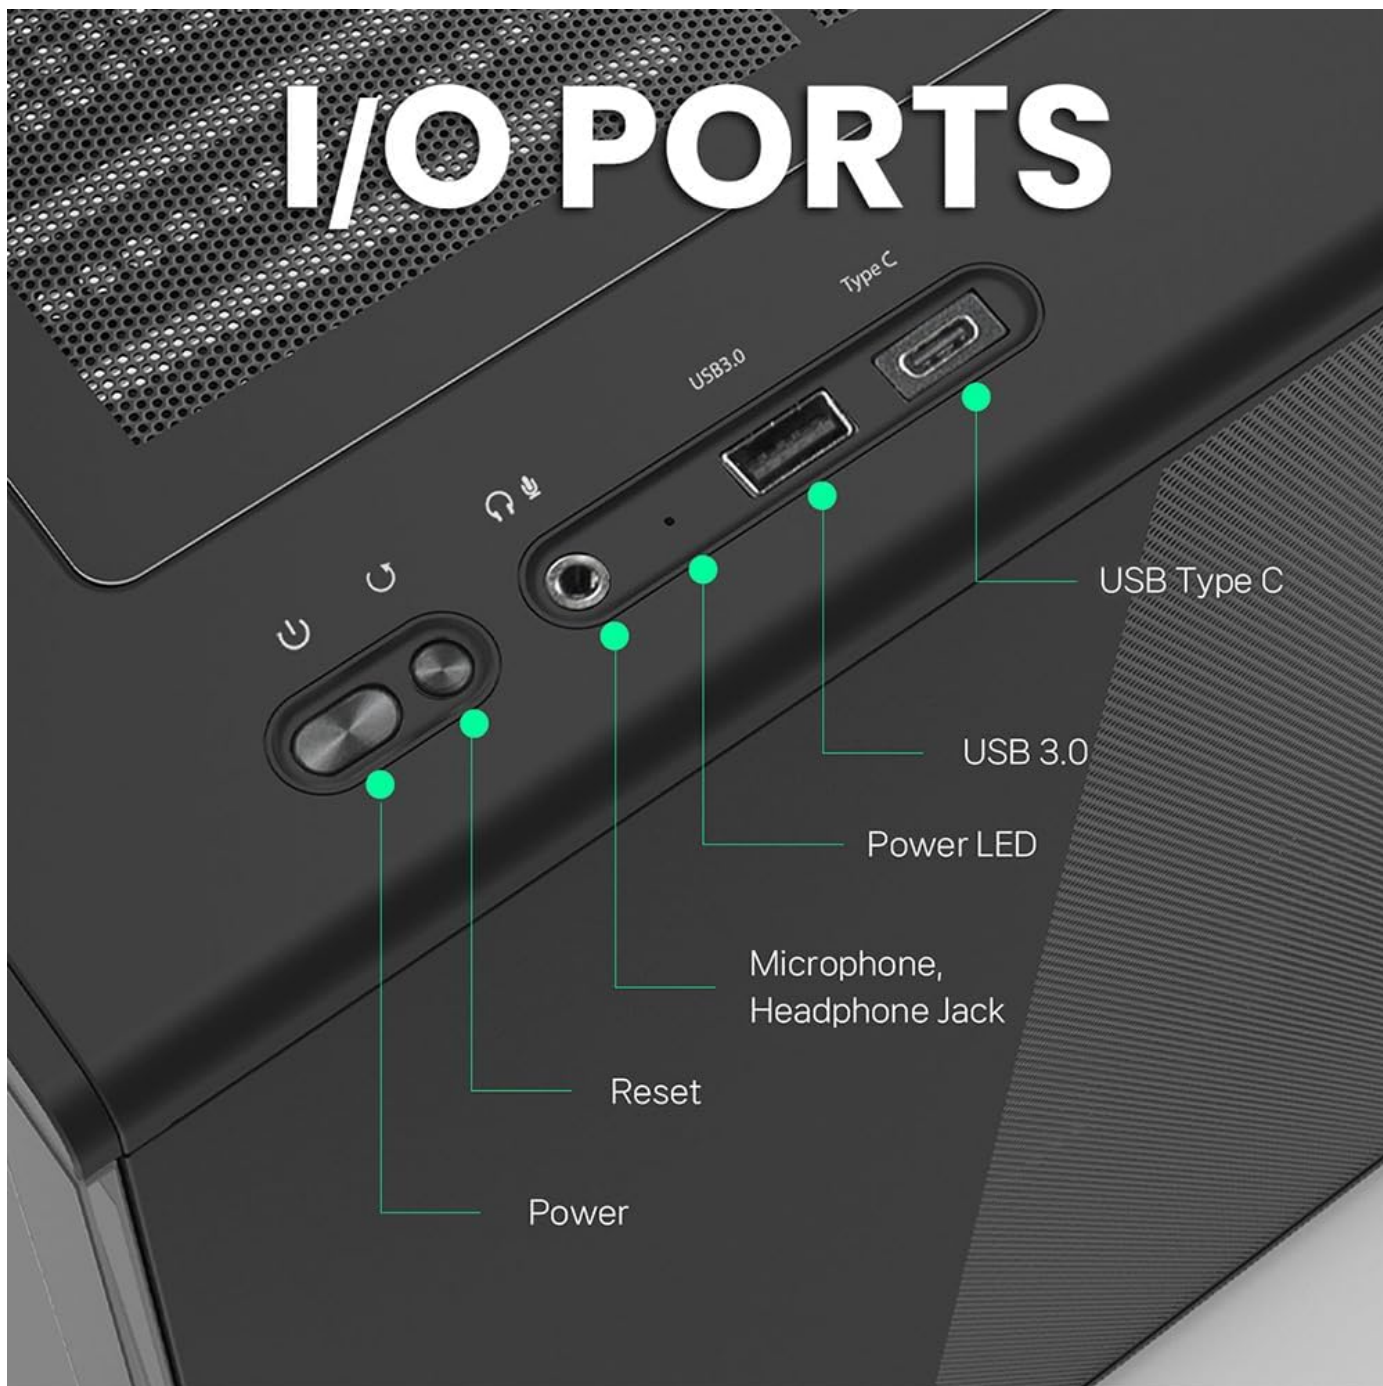 I/O PORTS
Type C
USB3.0
USB Type C
USB 3.0
Power LED
Microphone,
Headphone Jack
Reset
Power